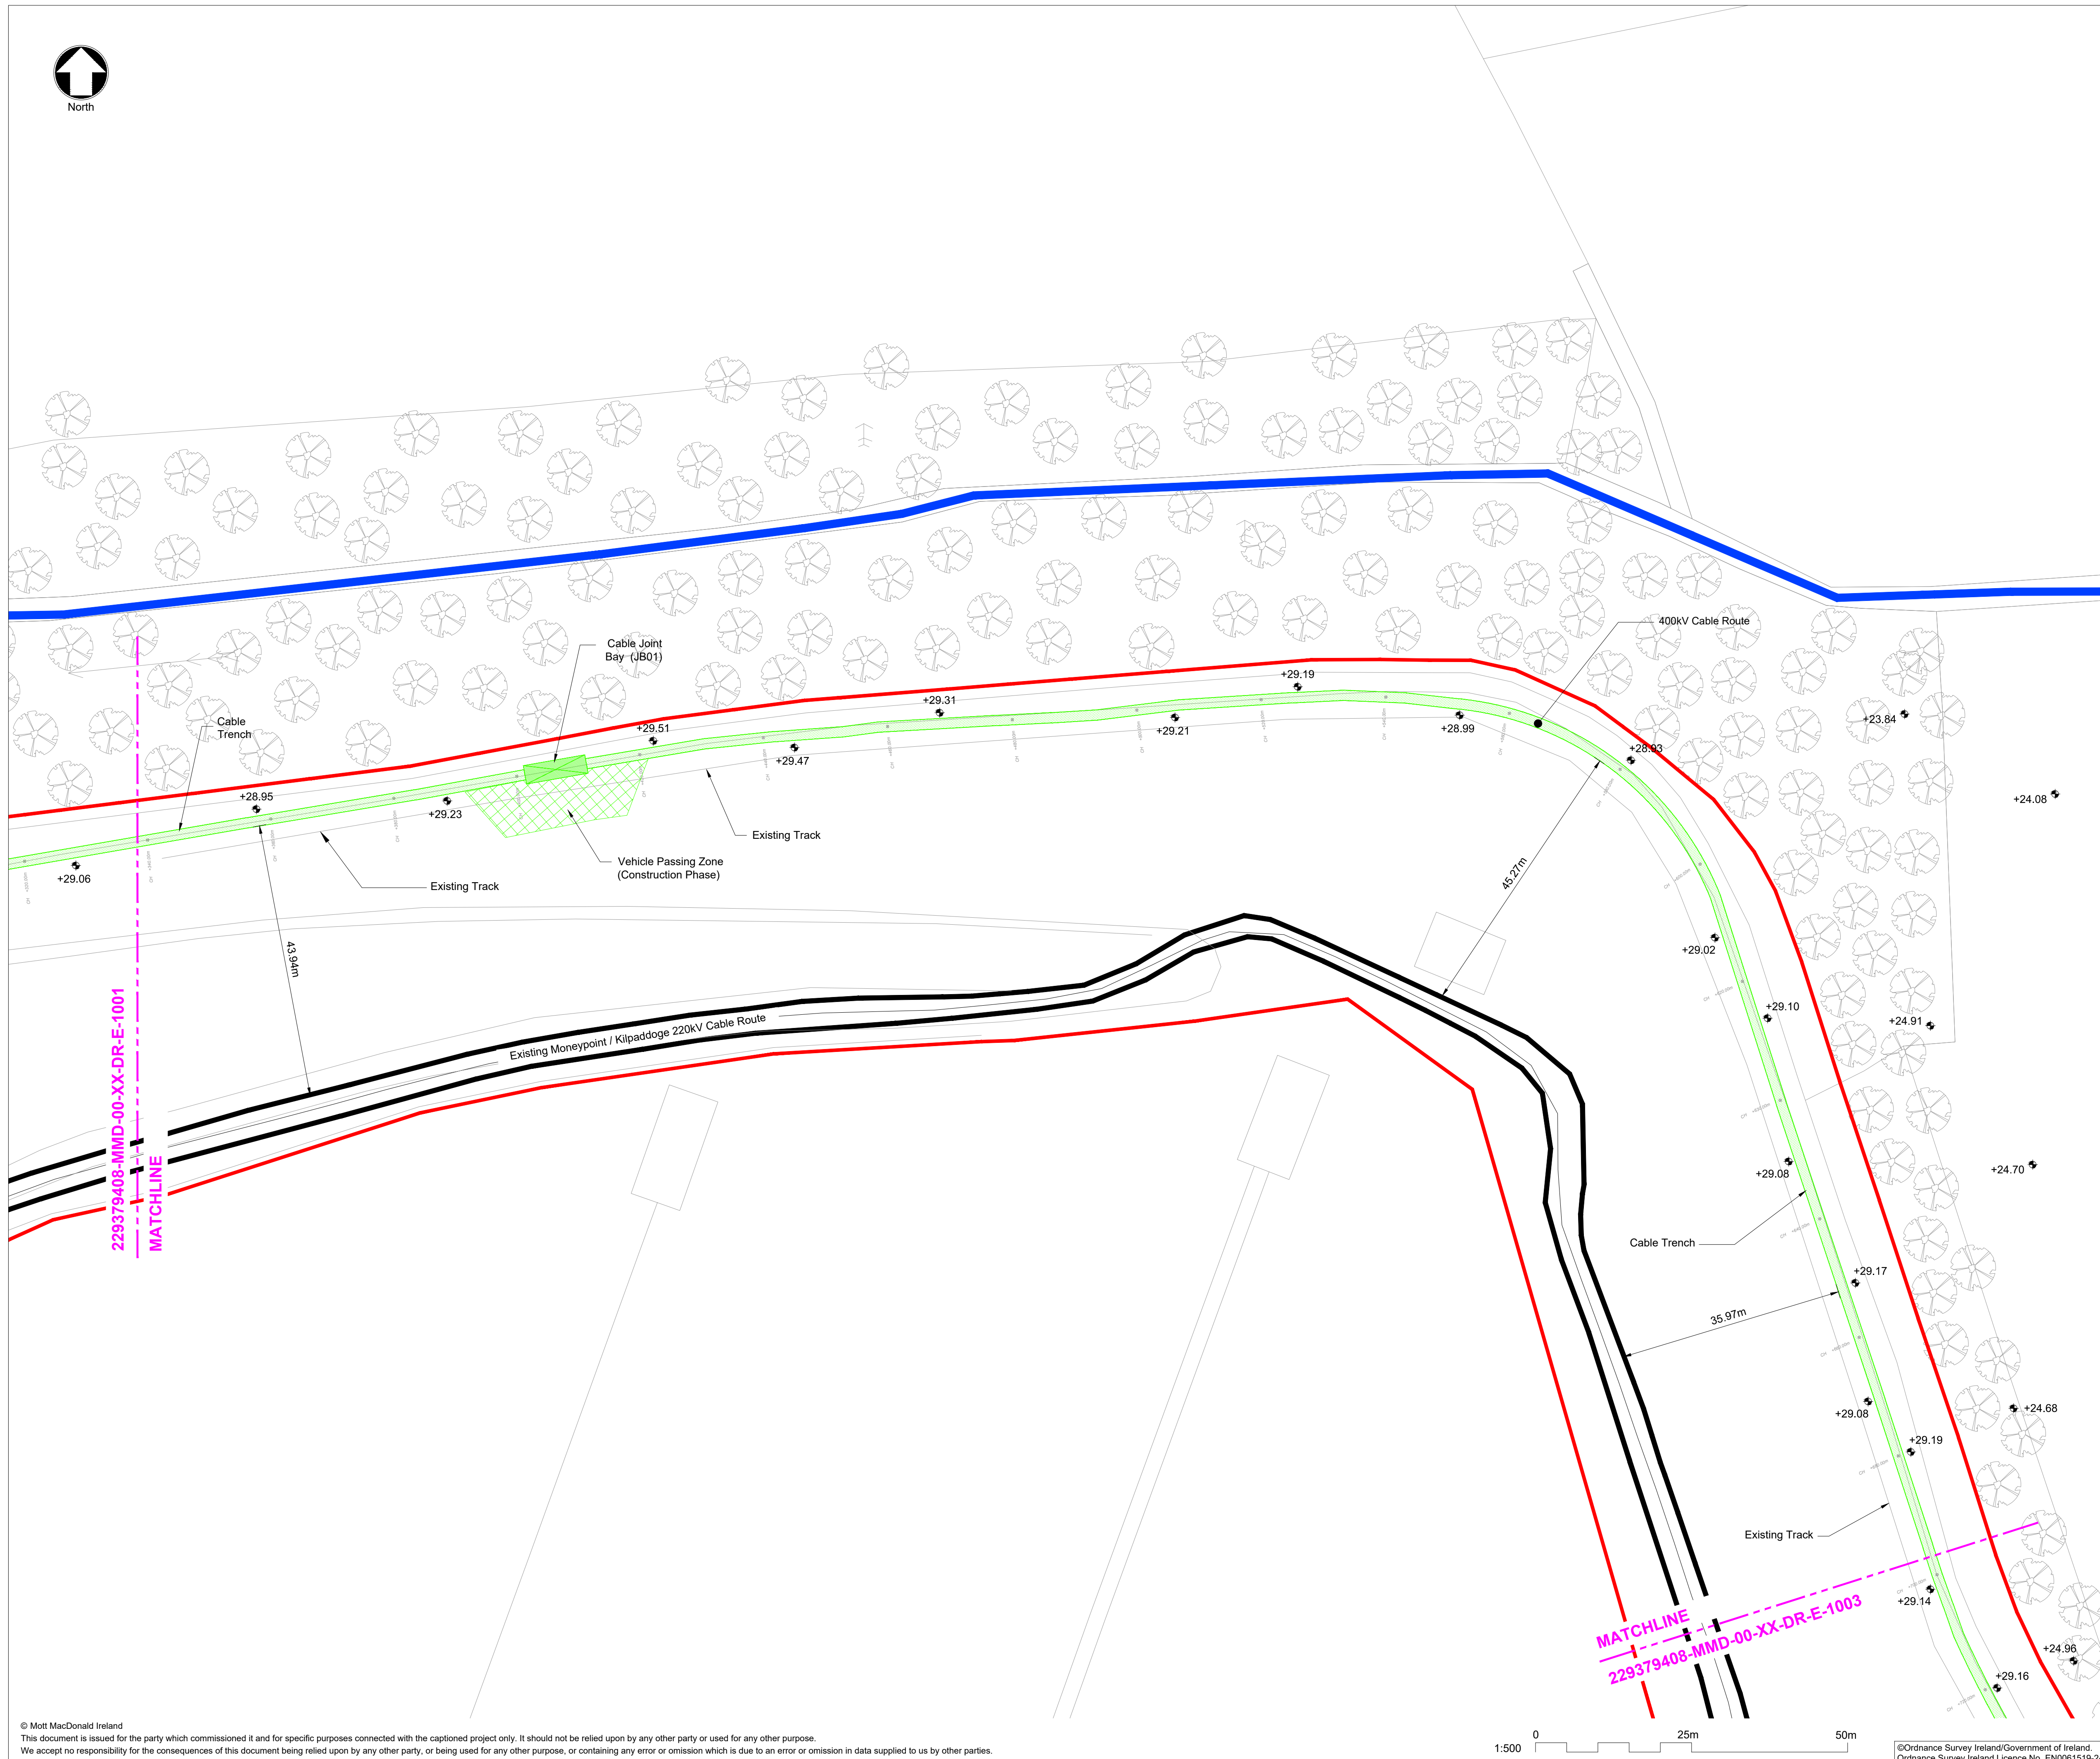 North
400kV Cable Route
Cable Joint
Bay (JB01)
+29.19
+29.31
+23.84
Cable
Trench
+29.51
+29.21
+28.99
+28.93
+29.47
+28.95
+24.08
+29.23
Existing Track
Vehicle Passing Zone
(Construction Phase)
+29.06
Existing Track
45.27m
43.94m
+29.02
+29.10
+24.91
Existing Moneypoint / Kilpaddoge 220kV Cable Route
229379408-MMD-00-XX-DR-E-1001
MATCHLINE
+29.08
+24.70
Cable Trench
+29.17
35.97m
+29.08
+24.68
+29.19
Existing Track
+29.14
MATCHLINE
229379408-MMD-00-XX-DR-E-1003
+24.96
+29.16
© Mott MacDonald Ireland
This document is issued for the party which commissioned it and for specific purposes connected with the captioned project only. It should not be relied upon by any other party or used for any other purpose.
We accept no responsibility for the consequences of this document being relied upon by any other party, or being used for any other purpose, or containing any error or omission which is due to an error or omission in data supplied to us by other parties.
0 25m 50m
1:500
©Ordnance Survey Ireland/Government of Ireland.
Ordnance Survey Ireland Licence No.